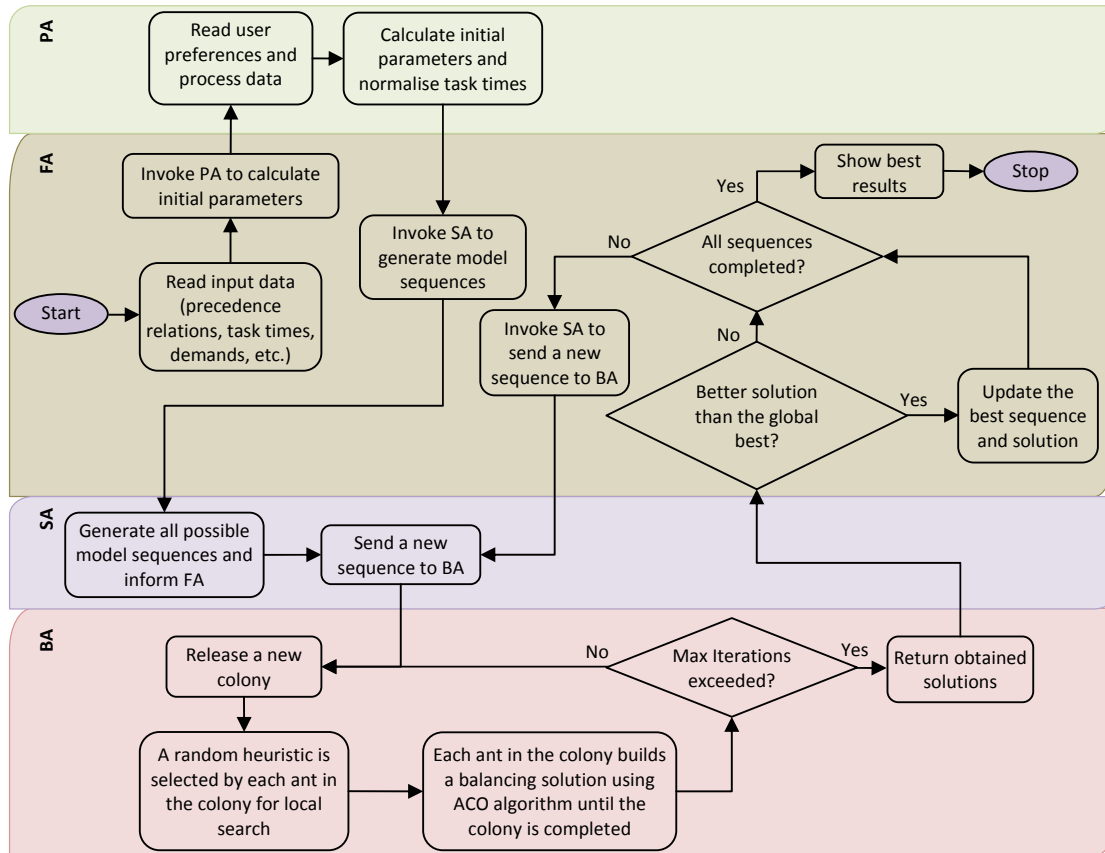 PA
Read user
preferences and
process data
Calculate initial
parameters and
normalise task times
FA
Invoke PA to calculate
initial parameters
Start
Read input data
(precedence
relations, task times,
demands, etc.)
Invoke SA to
generate model
sequences
Show best
results
Stop
Yes
No
All sequences
completed?
Invoke SA to
send a new
sequence to BA
No
Better solution
than the global
best?
Yes
Update the
best sequence
and solution
SA
Generate all possible
model sequences and
inform FA
Send a new
sequence to BA
BA
Release a new
colony
No
Max Iterations
exceeded?
Yes
Return obtained
solutions
A random heuristic is
selected by each ant in
the colony for local
search
Each ant in the colony builds
a balancing solution using
ACO algorithm until the
colony is completed